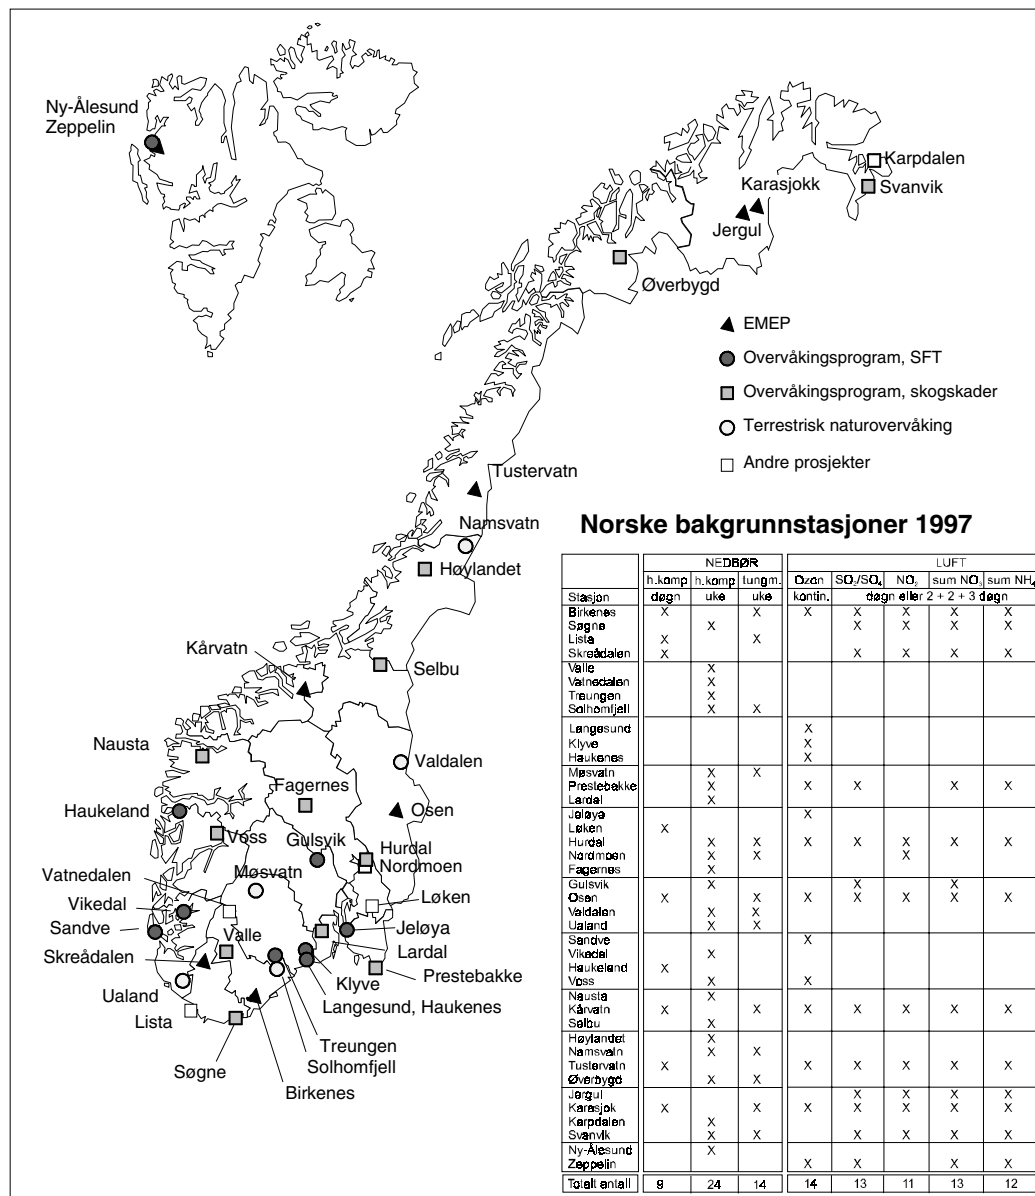 Ny-Ålesund
Zeppelin
Karpdalen
Karasjokk
Svanvik
Jergul
Øverbygd
EMEP
Overvåkingsprogram, SFT
Overvåkingsprogram, skogskader
Terrestrisk naturovervåking
Andre prosjekter
Tustervatn
Namsvatn
Høylandet
Kårvatn
Selbu
Nausta
Valdalen
Fagernes
Haukeland
Osen
Voss
Gulsvik
Hurdal
Nordmoen
Vatnedalen
Møsvatn
Løken
Vikedal
Sandve
Valle
Jeløya
Skreådalen
Lardal
Klyve
Prestebakke
Ualand
Langesund, Haukenes
Lista
Treungen
Søgne
Solhomfjell
Birkenes
Norske bakgrunnstasjoner 1997
NEDBØR LUFT
h.komp h.komp tungm. Ozon SO2/SO4 NO2 sum NO3 sum NH4
Stasjon døgn uke uke kontin. døgn eller 2 + 2 + 3 døgn
Birkenes X X X X X X X
Søgne X X X X X
Lista X X
Skreådalen X X X X X
Valle X
Vatnedalen X
Treungen X
Solhomfjell X X
Langesund X
Klyve X
Haukenes X
Møsvatn X X
Prestebakke X X X X X
Lardal X
Jeløya X
Løken X
Hurdal X X X X X X X
Nordmoen X X X
Fagernes X
Gulsvik X X X
Osen X X X X X X X
Valdalen X X
Ualand X X
Sandve X
Vikedal X
Haukeland X
Voss X X
Nausta X
Kårvatn X X X X X X X
Selbu X
Høylandet X
Namsvatn X X
Tustervatn X X X X X X
Øverbygd X X
Jergul X X X X
Karasjok X X X X X X X
Karpdalen X
Svanvik X X X X X X
Ny-Ålesund X
Zeppelin X X X X
Totalt antall 9 24 14 14 13 11 13 12